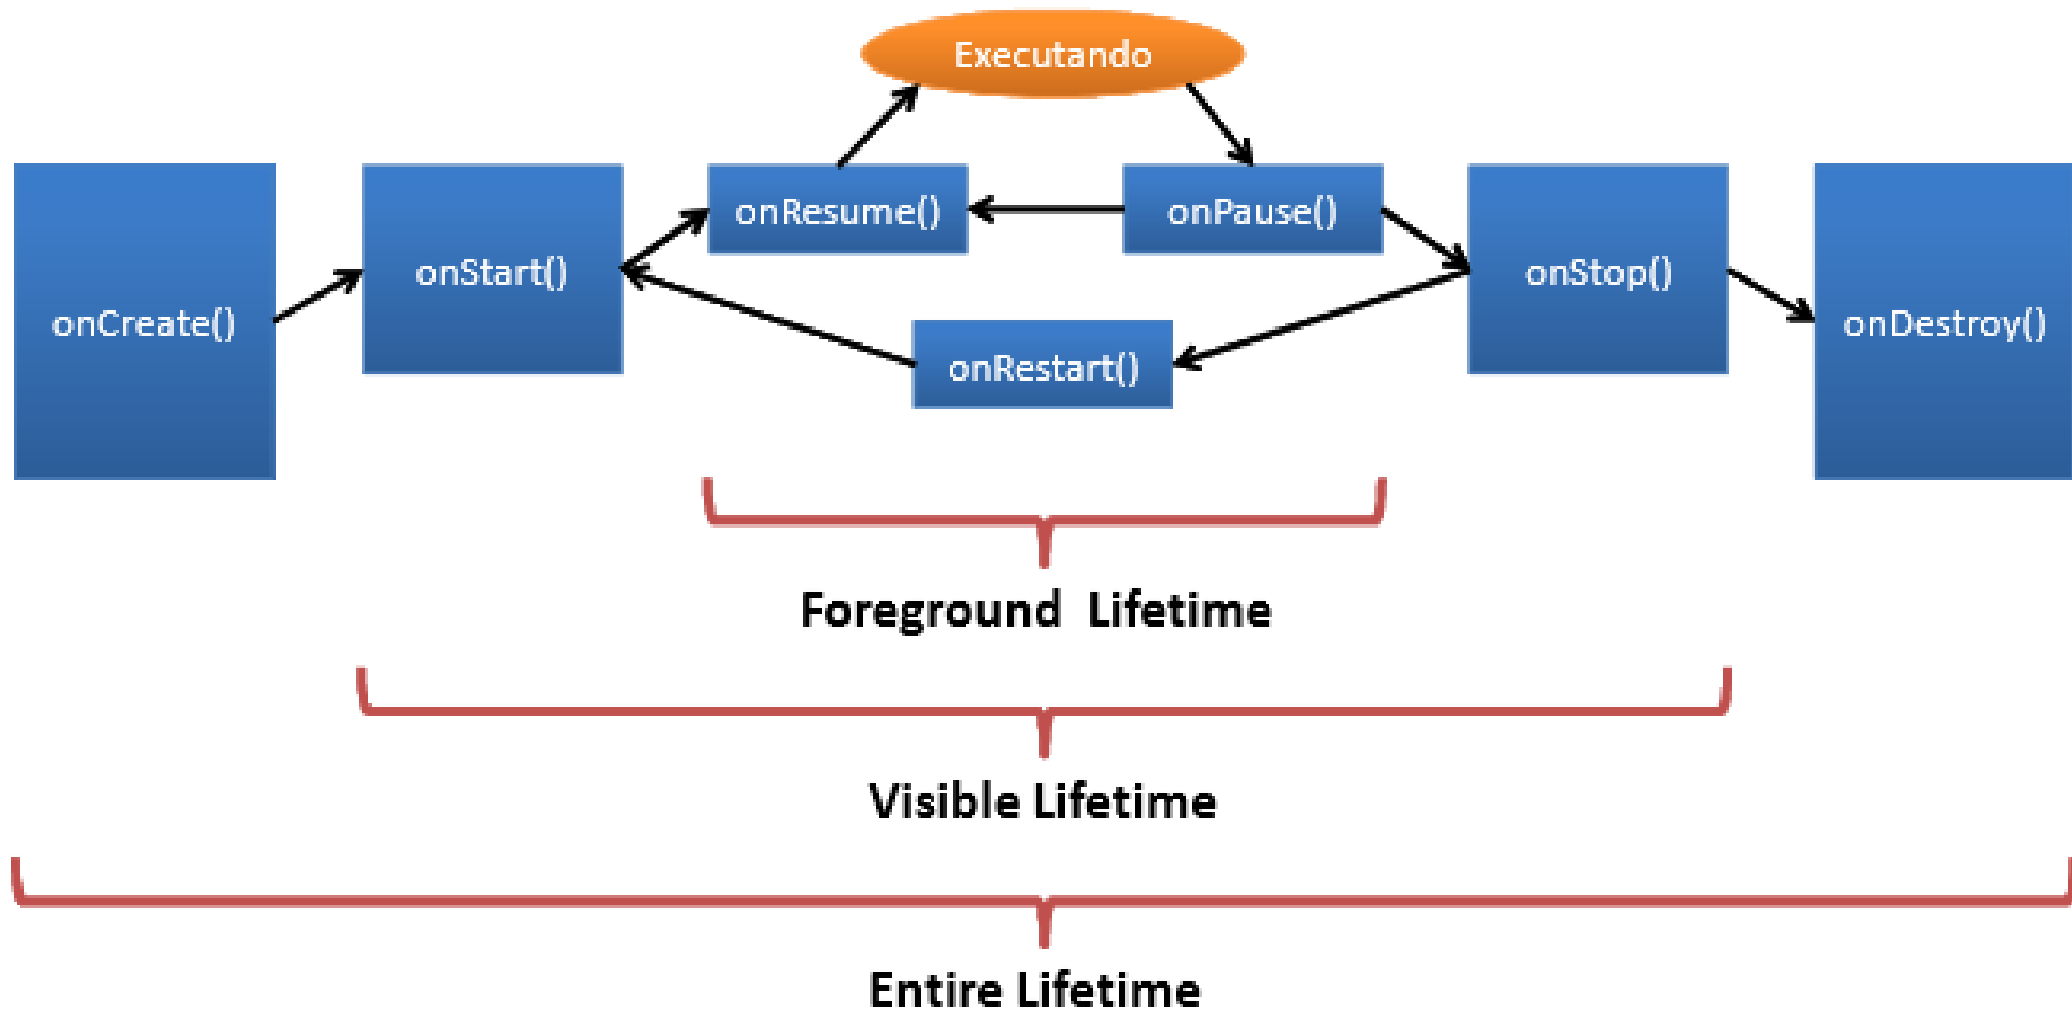 Executando
onCreate()
onStart()
onResume()
onPause()
onStop()
onDestroy()
onRestart()
Foreground Lifetime
Visible Lifetime
Entire Lifetime